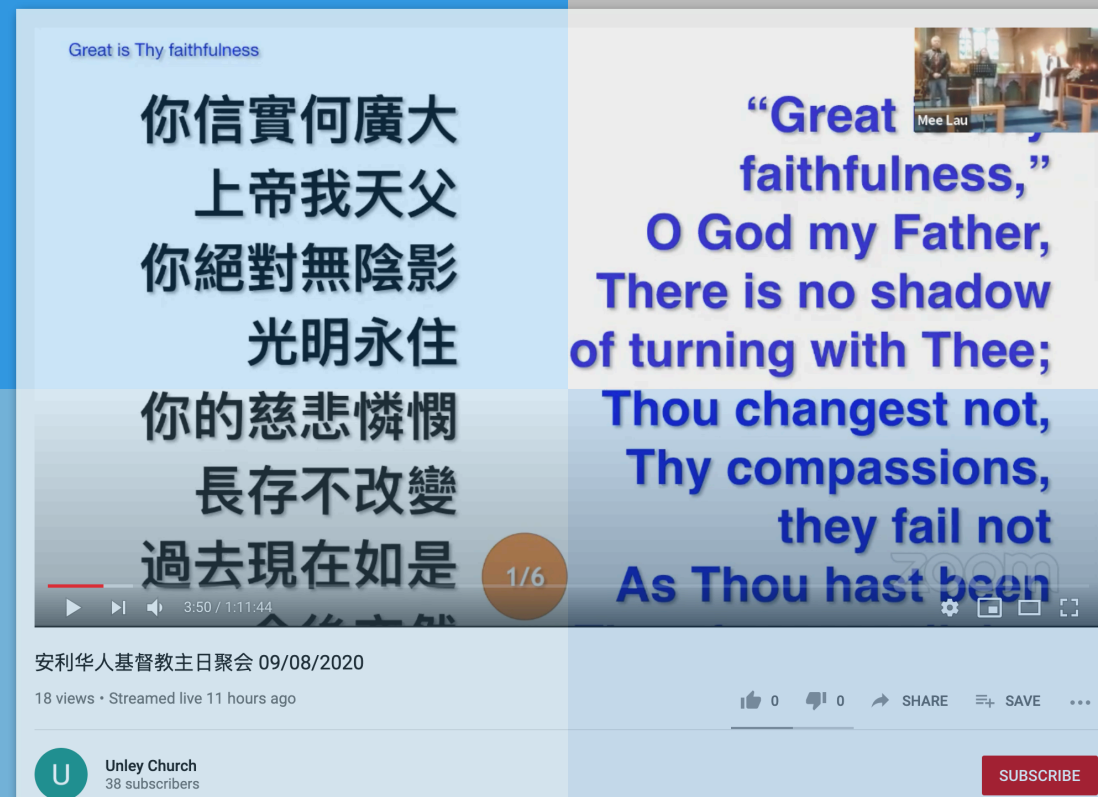 Great is Thy faithfulness
你信實何廣大
上帝我天父
你絕對無陰影
光明永住
你的慈悲憐憫
長存不改變
過去現在如是
1/6
“Great
faithfulness,”
O God my Father,
There is no shadow
of turning with Thee;
Thou changest not,
Thy compassions,
they fail not
As Thou hast been
Mee Lau
zoom
3:50 / 1:11:44
安利华人基督教主日聚会 09/08/2020
18 views • Streamed live 11 hours ago
0
0
SHARE
SAVE
U
Unley Church
38 subscribers
SUBSCRIBE